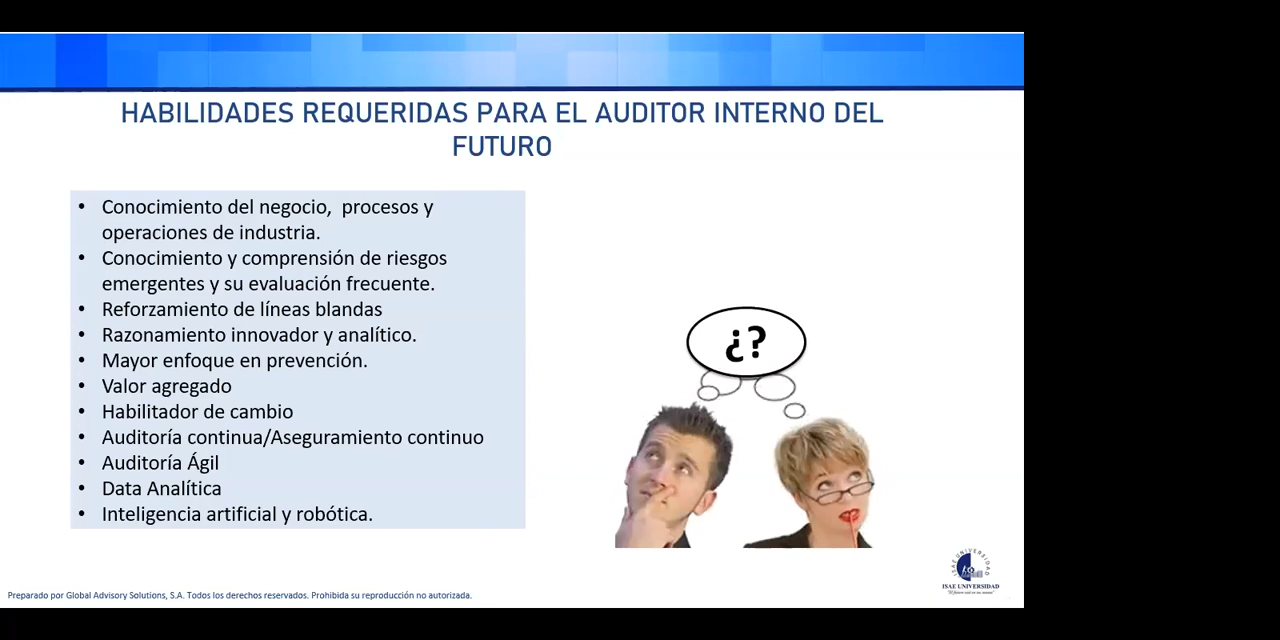 HABILIDADES REQUERIDAS PARA EL AUDITOR INTERNO DEL
FUTURO
• Conocimiento del negocio, procesos y
operaciones de industria.
• Conocimiento y comprensión de riesgos
emergentes y su evaluación frecuente.
• Reforzamiento de líneas blandas
• Razonamiento innovador y analítico.
• Mayor enfoque en prevención.
• Valor agregado
• Habilitador de cambio
• Auditoría continua/Aseguramiento continuo
• Auditoría Ágil
• Data Analítica
• Inteligencia artificial y robótica.
¿?
ISAE UNIVERSIDAD
ISAE UNIVERSIDAD
Preparado por Global Advisory Solutions, S.A. Todos los derechos reservados. Prohibida su reproducción no autorizada.